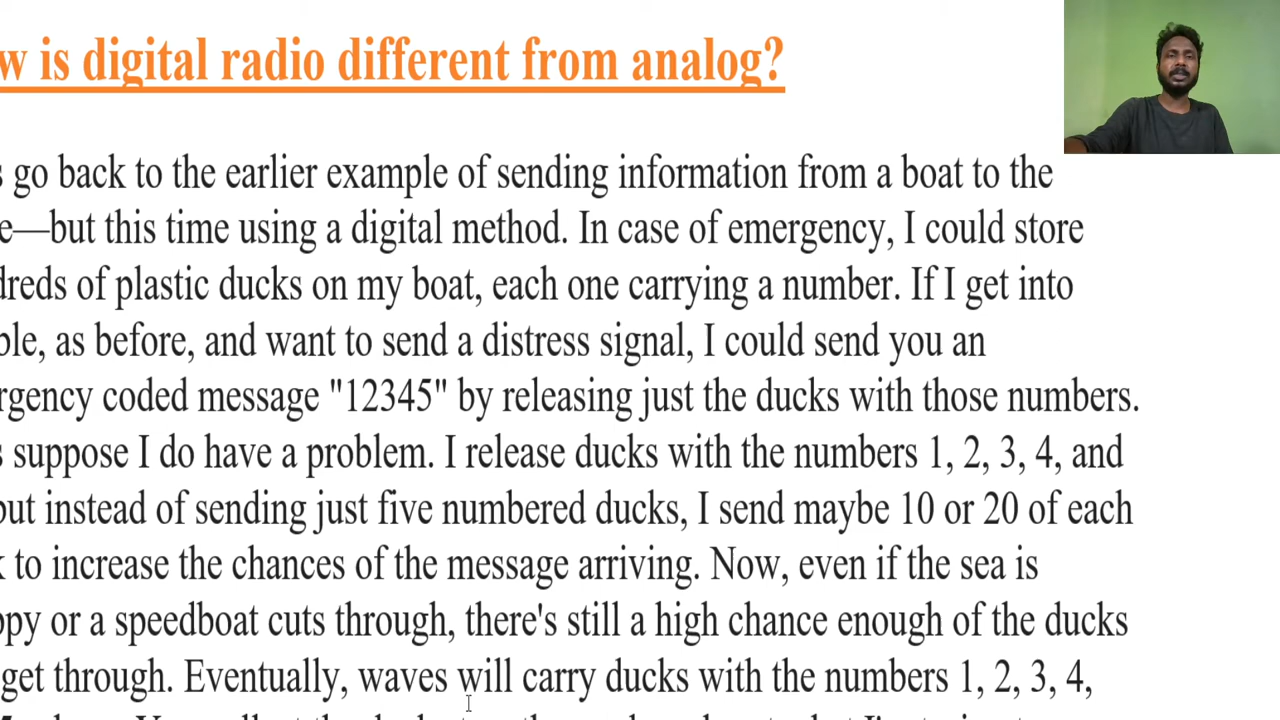 w is digital radio different from analog?
s go back to the earlier example of sending information from a boat to the
e—but this time using a digital method. In case of emergency, I could store
dreds of plastic ducks on my boat, each one carrying a number. If I get into
ble, as before, and want to send a distress signal, I could send you an
rgency coded message "12345" by releasing just the ducks with those numbers.
s suppose I do have a problem. I release ducks with the numbers 1, 2, 3, 4, and
but instead of sending just five numbered ducks, I send maybe 10 or 20 of each
k to increase the chances of the message arriving. Now, even if the sea is
ppy or a speedboat cuts through, there's still a high chance enough of the ducks
get through. Eventually, waves will carry ducks with the numbers 1, 2, 3, 4,